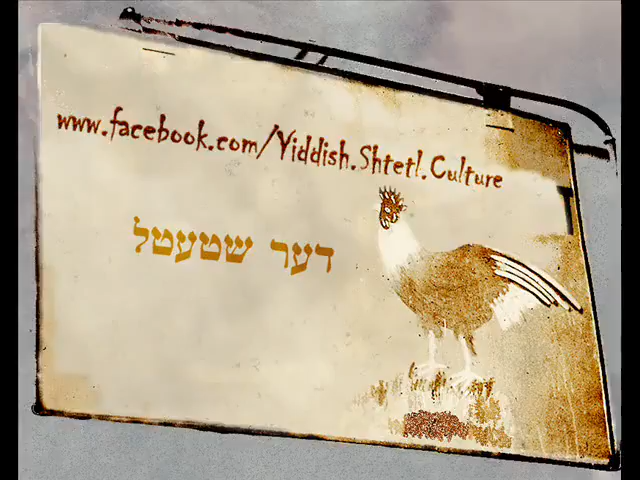 www.facebook.com/Yiddish.Shtetl.Culture
דער שטעטל